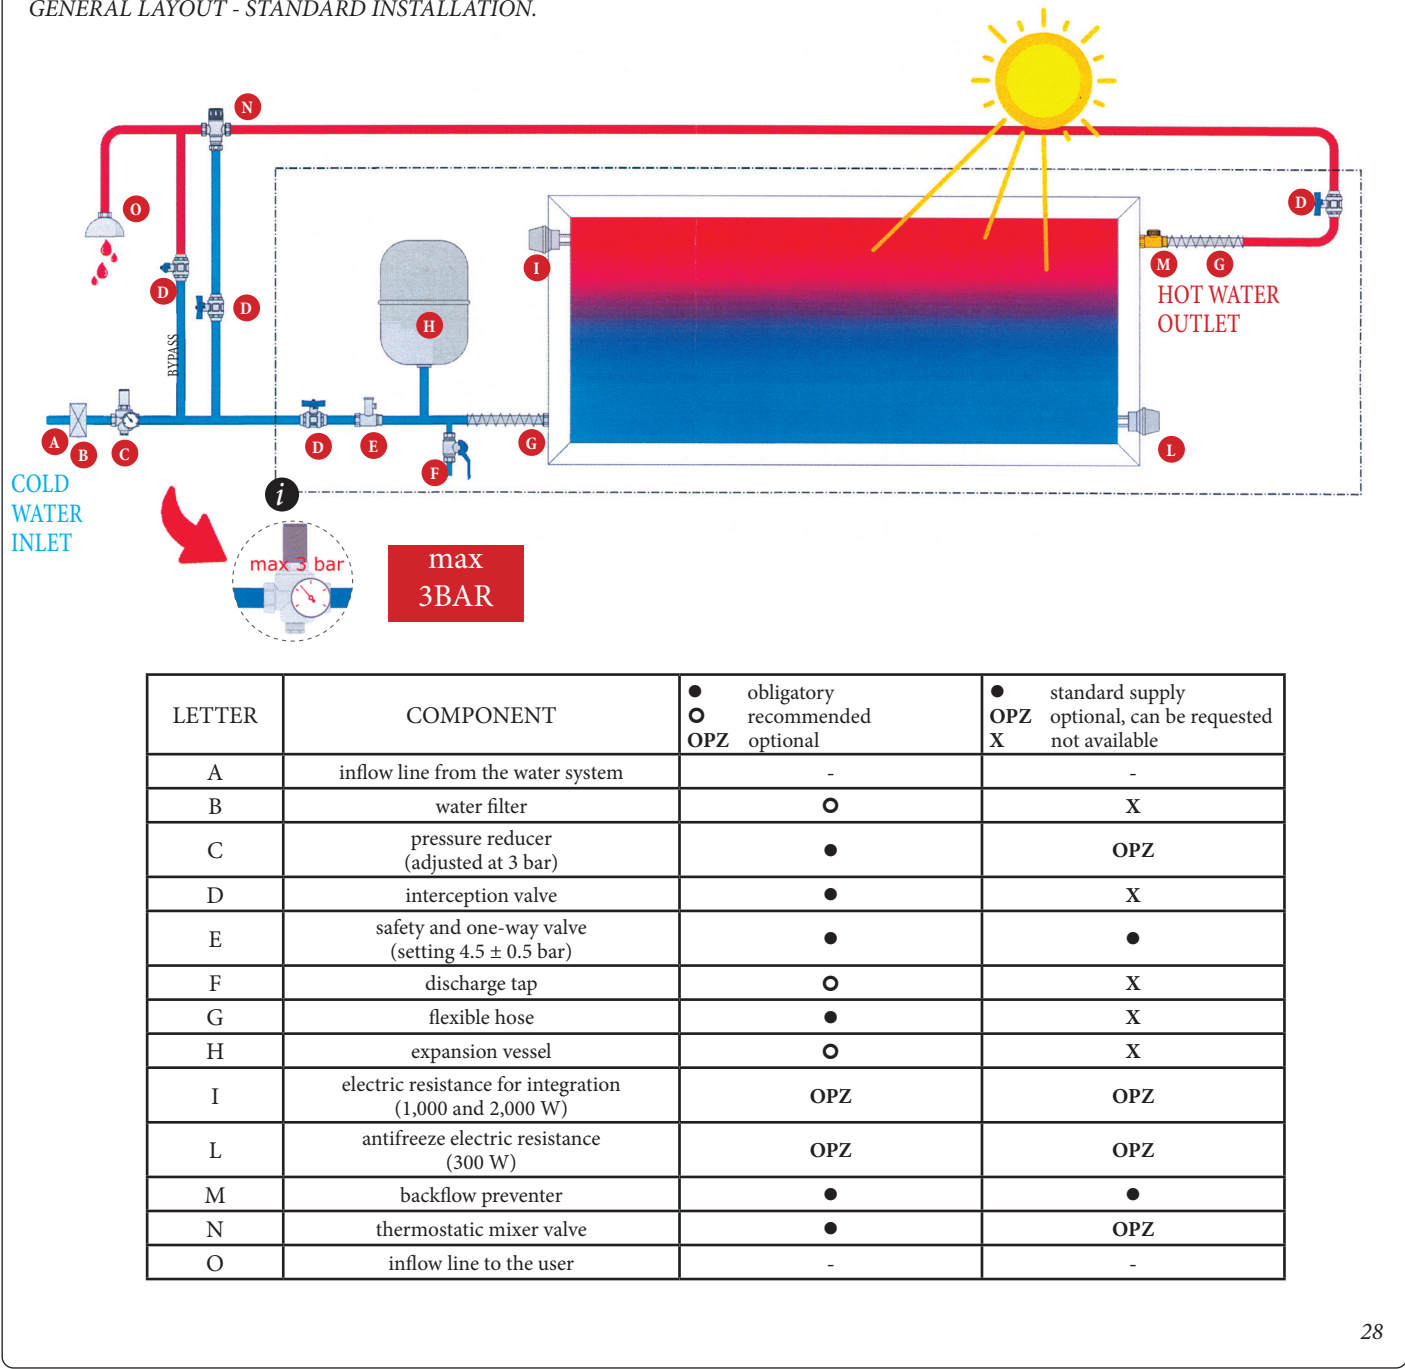 GENERAL LAYOUT - STANDARD INSTALLATION.
N
O
D
D
D
I
H
M
G
HOT WATER
OUTLET
BYPASS
A
B
C
D
E
F
G
L
COLD
WATER
INLET
i
max 3 bar
max
3BAR
LETTER COMPONENT ● obligatory ● standard supply
○ recommended OPZ optional, can be requested
OPZ optional X not available
A inflow line from the water system - -
B water filter ○ X
C pressure reducer
(adjusted at 3 bar) ● OPZ
D interception valve ● X
E safety and one-way valve
(setting 4.5 ± 0.5 bar) ● ●
F discharge tap ○ X
G flexible hose ● X
H expansion vessel ○ X
I electric resistance for integration
(1,000 and 2,000 W) OPZ OPZ
L antifreeze electric resistance
(300 W) OPZ OPZ
M backflow preventer ● ●
N thermostatic mixer valve ● OPZ
O inflow line to the user - -
28